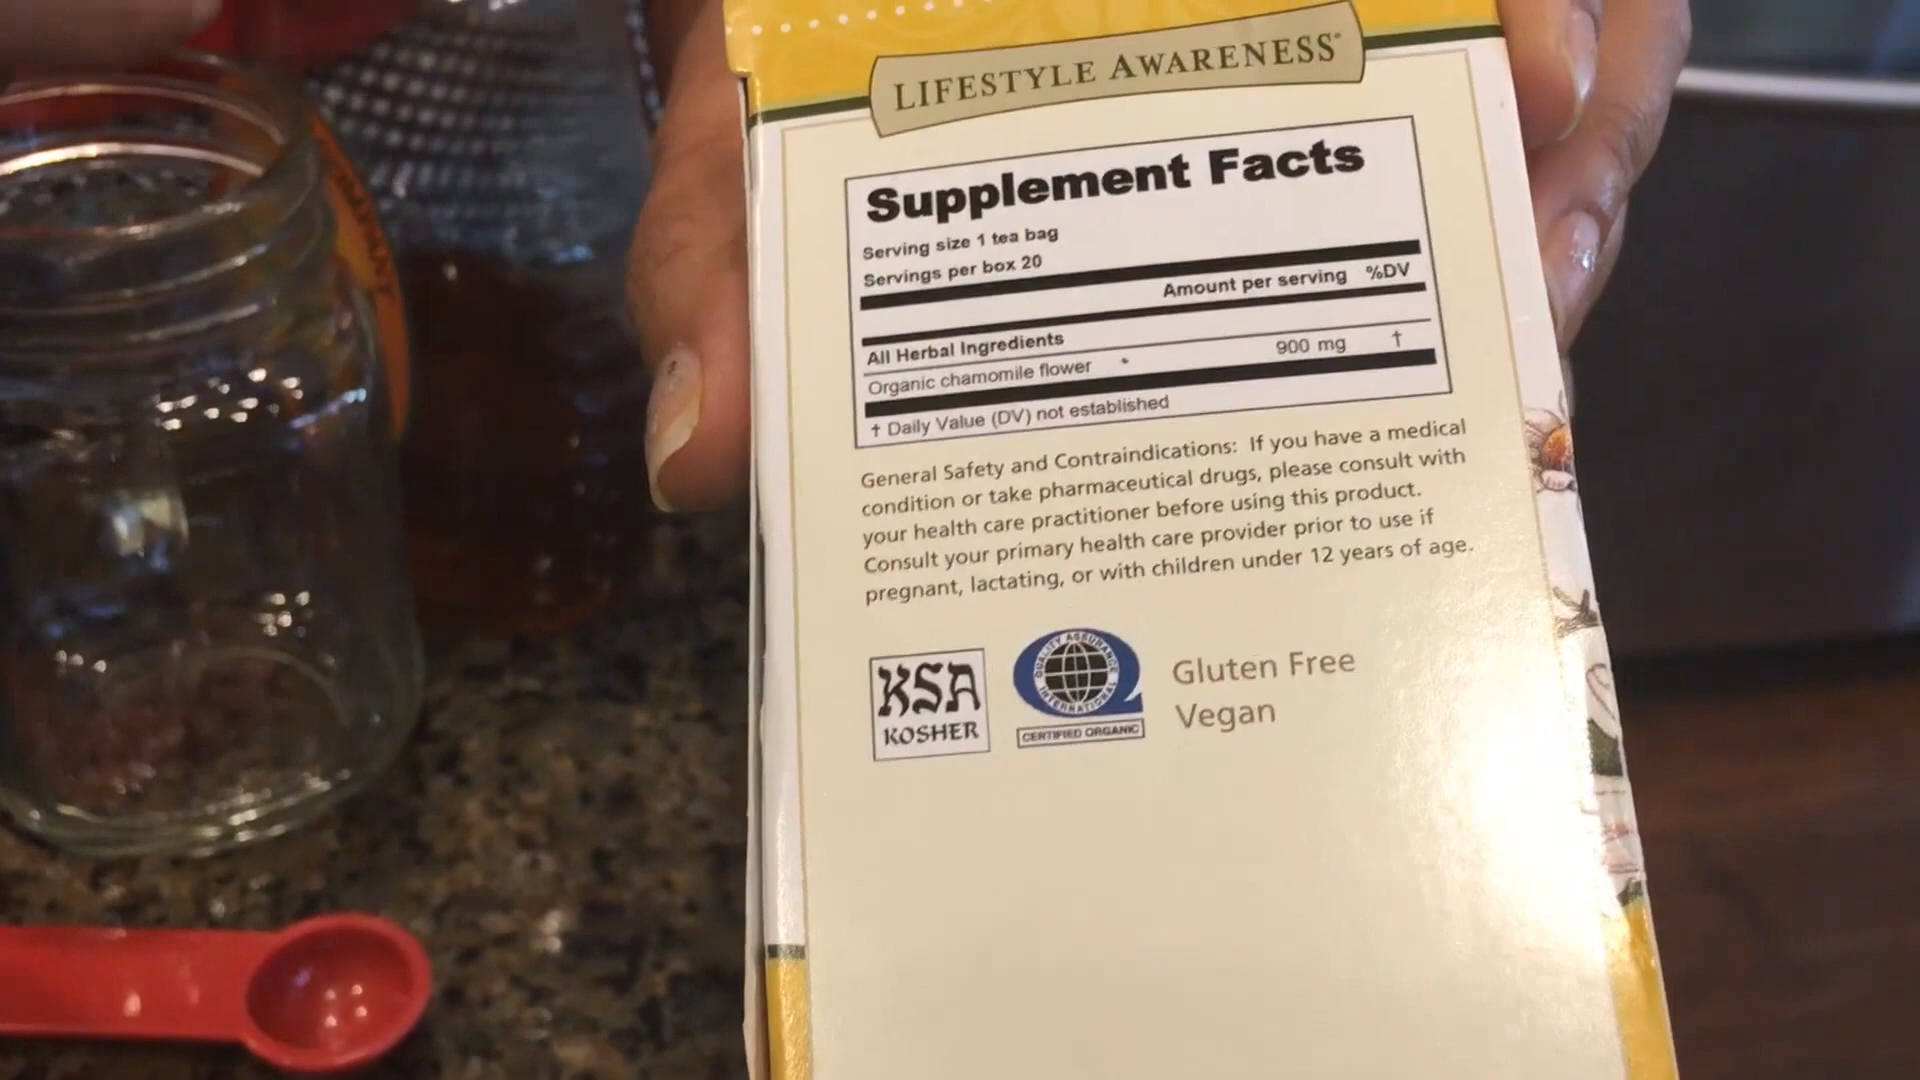 LIFESTYLE AWARENESS®
Supplement Facts
Serving size 1 tea bag
Servings per box 20
Amount per serving %DV
All Herbal Ingredients
Organic chamomile flower * 900 mg †
† Daily Value (DV) not established
General Safety and Contraindications: If you have a medical
condition or take pharmaceutical drugs, please consult with
your health care practitioner before using this product.
Consult your primary health care provider prior to use if
pregnant, lactating, or with children under 12 years of age.
KSA
KOSHER
QUALITY ASSURANCE
INTERNATIONAL
CERTIFIED ORGANIC
Gluten Free
Vegan